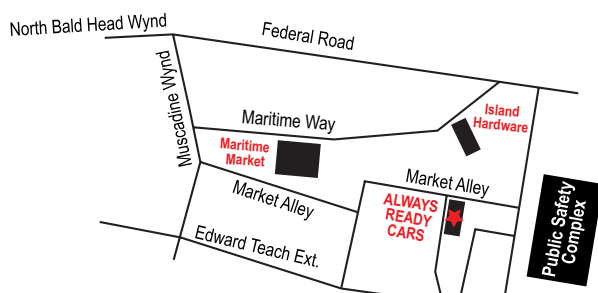 North Bald Head Wynd
Federal Road
Muscadine Wynd
Maritime Way
Island
Hardware
Maritime
Market
Market Alley
Market Alley
ALWAYS
READY
CARS
Public Safety
Complex
Edward Teach Ext.